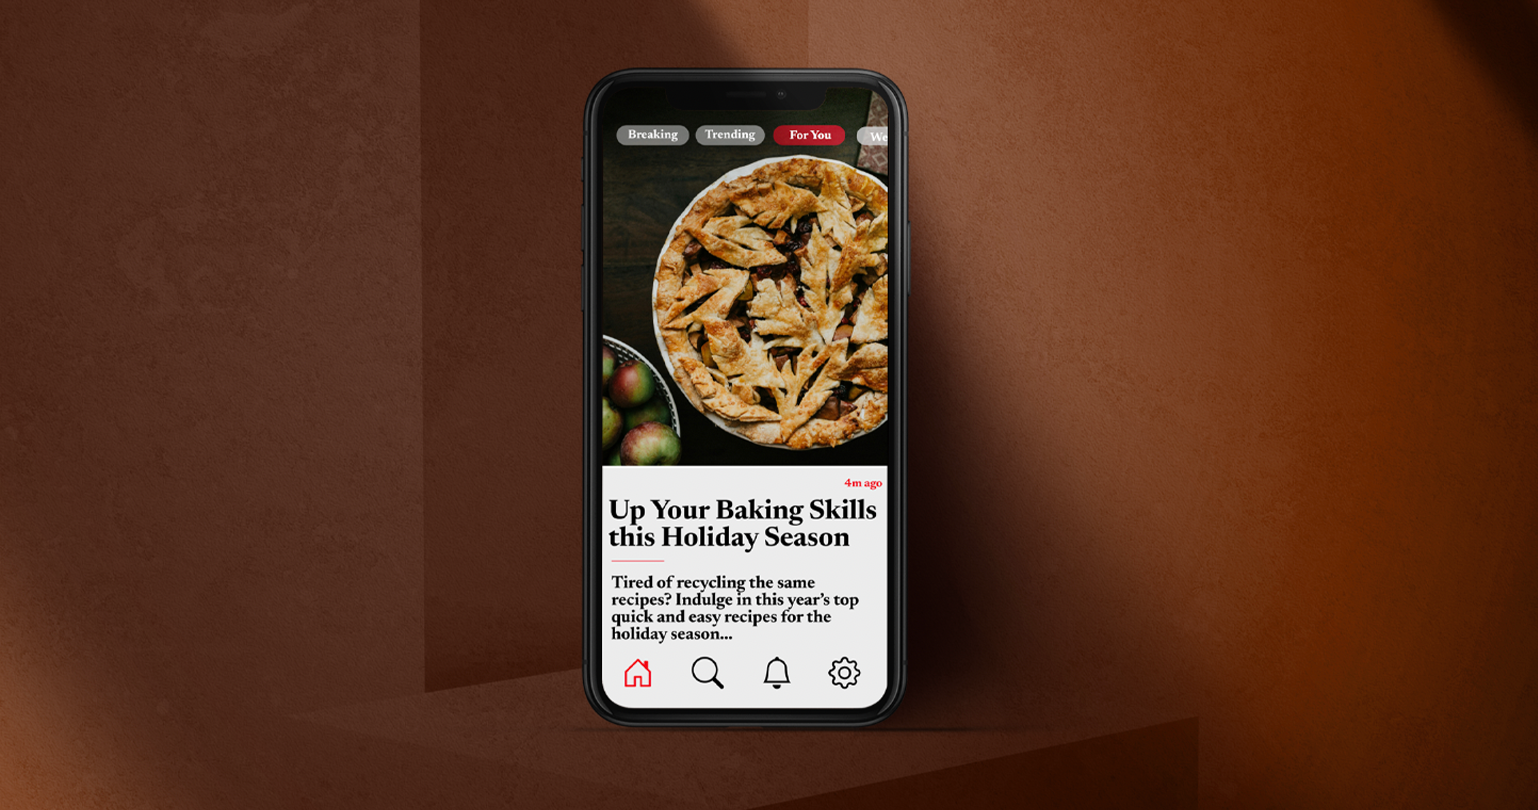 Breaking Trending For You We
4m ago
Up Your Baking Skills
this Holiday Season
Tired of recycling the same
recipes? Indulge in this year's top
quick and easy recipes for the
holiday season...